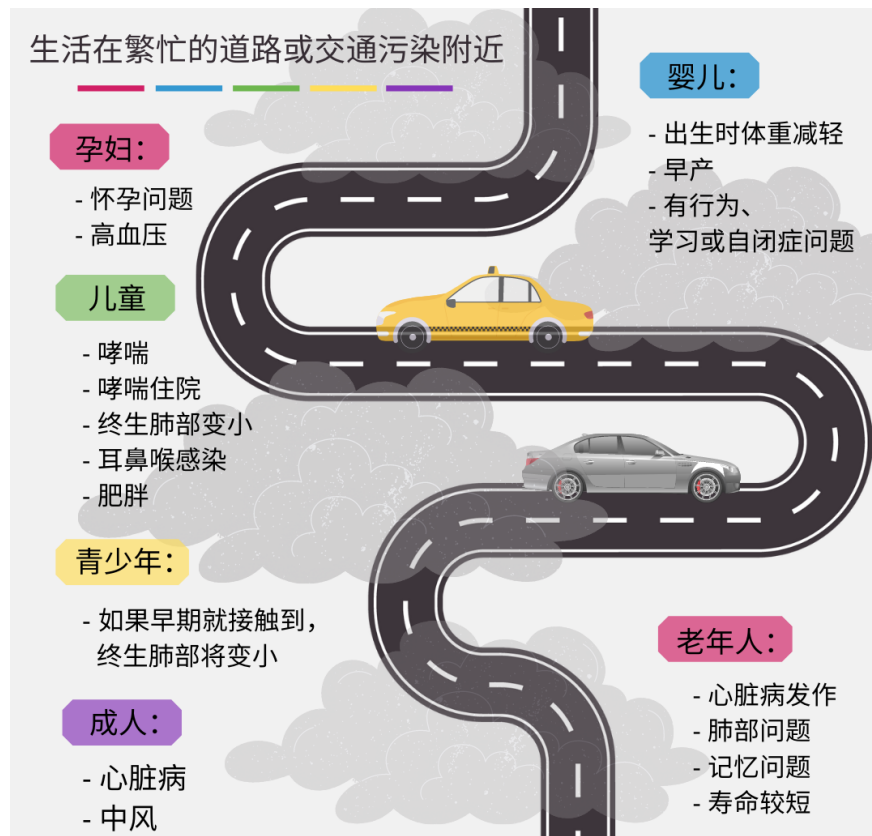 生活在繁忙的道路或交通污染附近
孕妇：
- 怀孕问题
- 高血压
儿童
- 哮喘
- 哮喘住院
- 终生肺部变小
- 耳鼻喉感染
- 肥胖
青少年：
- 如果早期就接触到，
终生肺部将变小
成人：
- 心脏病
- 中风
婴儿：
- 出生时体重减轻
- 早产
- 有行为、
学习或自闭症问题
老年人：
- 心脏病发作
- 肺部问题
- 记忆问题
- 寿命较短